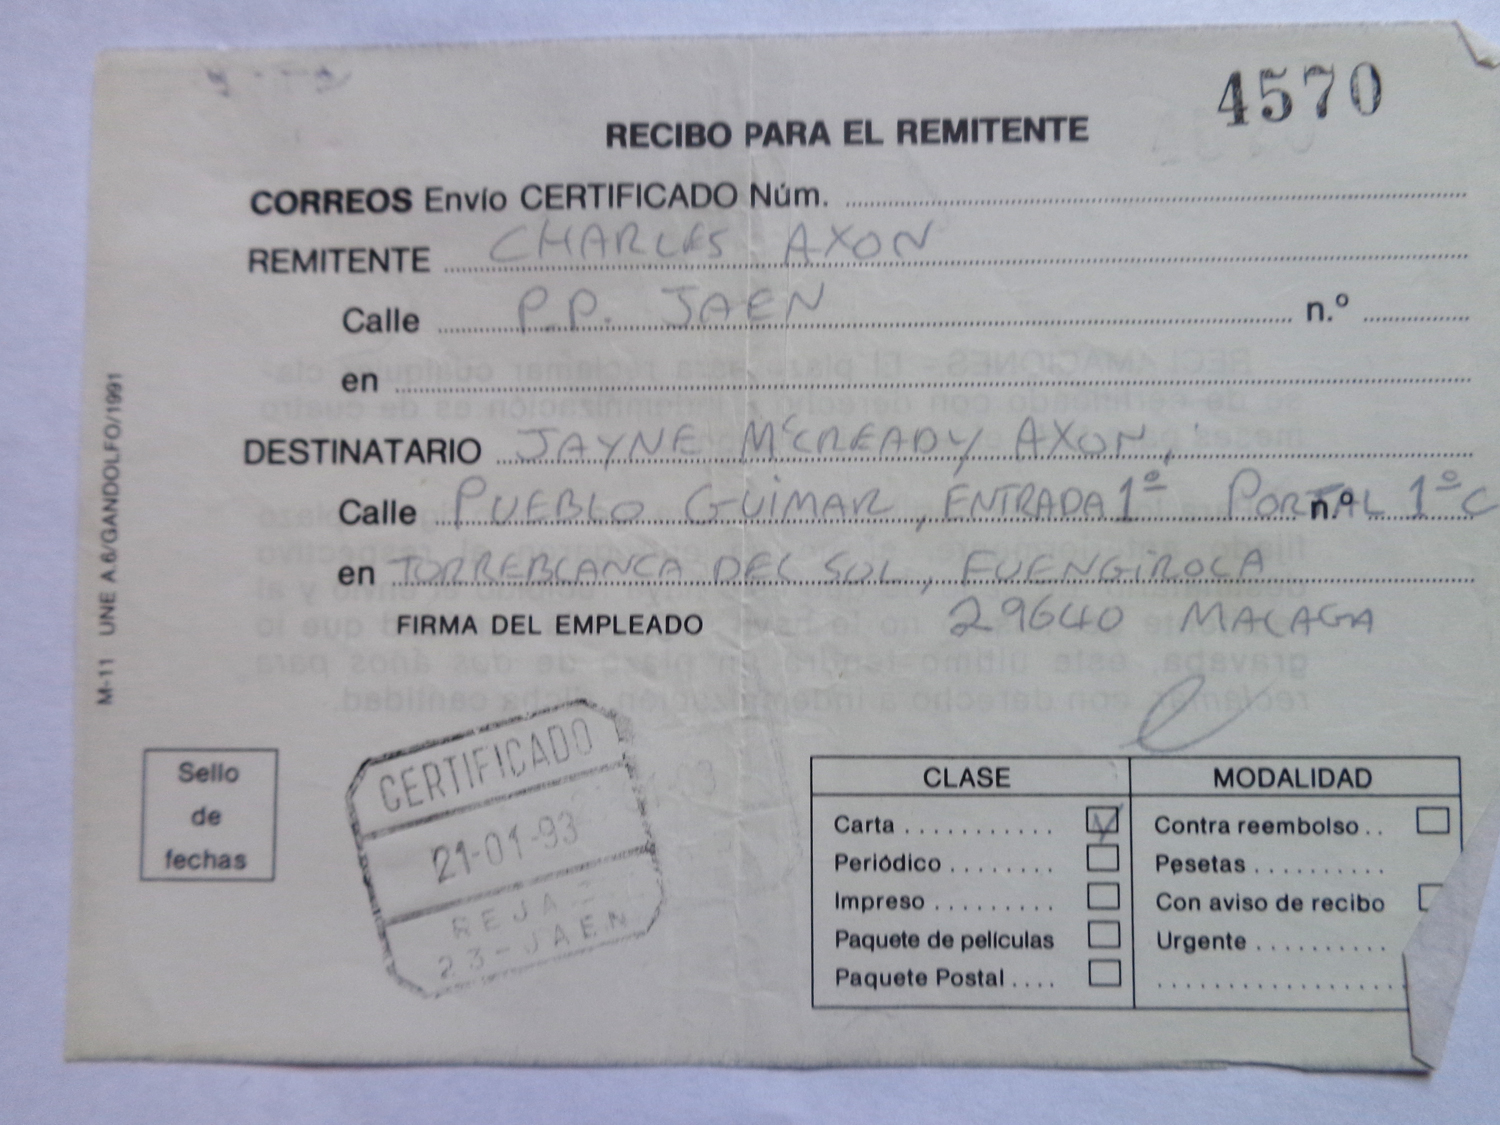 4570
RECIBO PARA EL REMITENTE
CORREOS Envío CERTIFICADO Núm.
REMITENTE CHARLES AXON
Calle P.P. JAEN n.º
en
DESTINATARIO JAYNE McCREADY AXON,
Calle PUEBLO GUIMAR, ENTRADA 1º PORTAL n.º 1º C
en TORREBLANCA DEL SOL, FUENGIROLA
29640 MALAGA
FIRMA DEL EMPLEADO
M-11 UNE A.6/GANDOLFO/1991
Sello
de
fechas
CERTIFICADO
21-01-93
REJA
23-JAEN
CLASE
Carta
Periódico
Impreso
Paquete de películas
Paquete Postal
MODALIDAD
Contra reembolso
Pesetas
Con aviso de recibo
Urgente